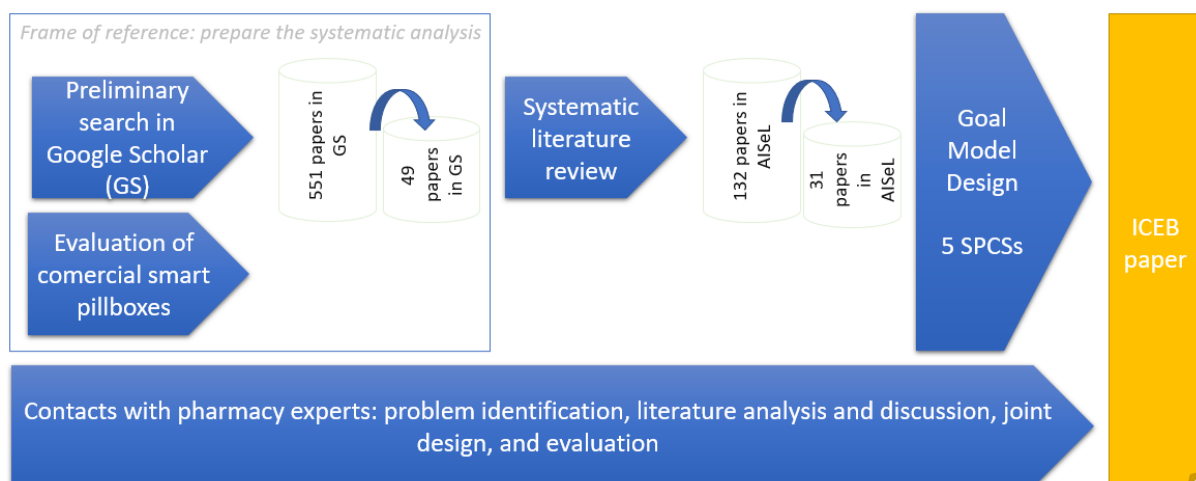 Frame of reference: prepare the systematic analysis
Preliminary
search in
Google Scholar
(GS)
551 papers in
GS
49
papers
in GS
Evaluation of
comercial smart
pillboxes
Systematic
literature
review
132 papers in
AISeL
31
papers
in
AISeL
Goal
Model
Design
5 SPCSs
ICEB
paper
Contacts with pharmacy experts: problem identification, literature analysis and discussion, joint
design, and evaluation